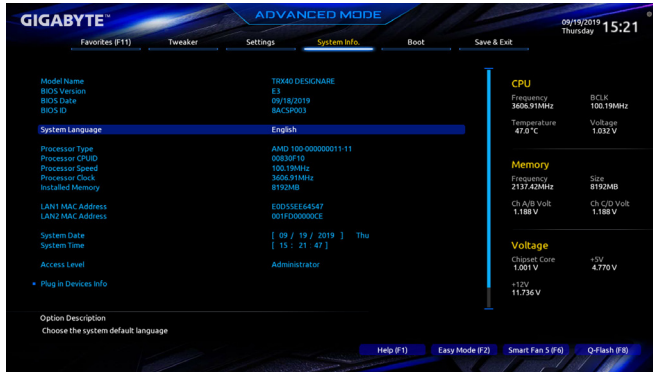 GIGABYTE™
ADVANCED MODE
09/19/2019
Thursday
15:21
Favorites (F11) Tweaker Settings System Info. Boot Save & Exit
Model Name TRX40 DESIGNARE
BIOS Version E3
BIOS Date 09/18/2019
BIOS ID 8ACSP003
System Language English
Processor Type AMD 100-000000011-11
Processor CPUID 00830F10
Processor Speed 100.19MHz
Processor Clock 3606.91MHz
Installed Memory 8192MB
LAN1 MAC Address E0D55EE64547
LAN2 MAC Address 001FD00000CE
System Date [ 09 / 19 / 2019 ] Thu
System Time [ 15 : 21 : 47 ]
Access Level Administrator
+ Plug in Devices Info
CPU
Frequency BCLK
3606.91MHz 100.19MHz
Temperature Voltage
47.0 °C 1.032 V
Memory
Frequency Size
2137.42MHz 8192MB
Ch A/B Volt Ch C/D Volt
1.188 V 1.188 V
Voltage
Chipset Core +5V
1.001 V 4.770 V
+12V
11.736 V
Option Description
Choose the system default language
Help (F1) Easy Mode (F2) Smart Fan 5 (F6) Q-Flash (F8)